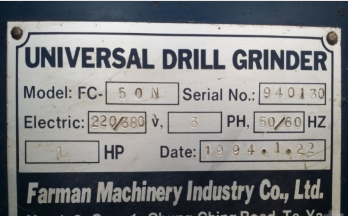 UNIVERSAL DRILL GRINDER
Model: FC- 50N Serial No.: 940130
Electric: 220/380 V, 3 PH, 60/60 HZ
1 HP Date: 1994.1.22
Farman Machinery Industry Co., Ltd.